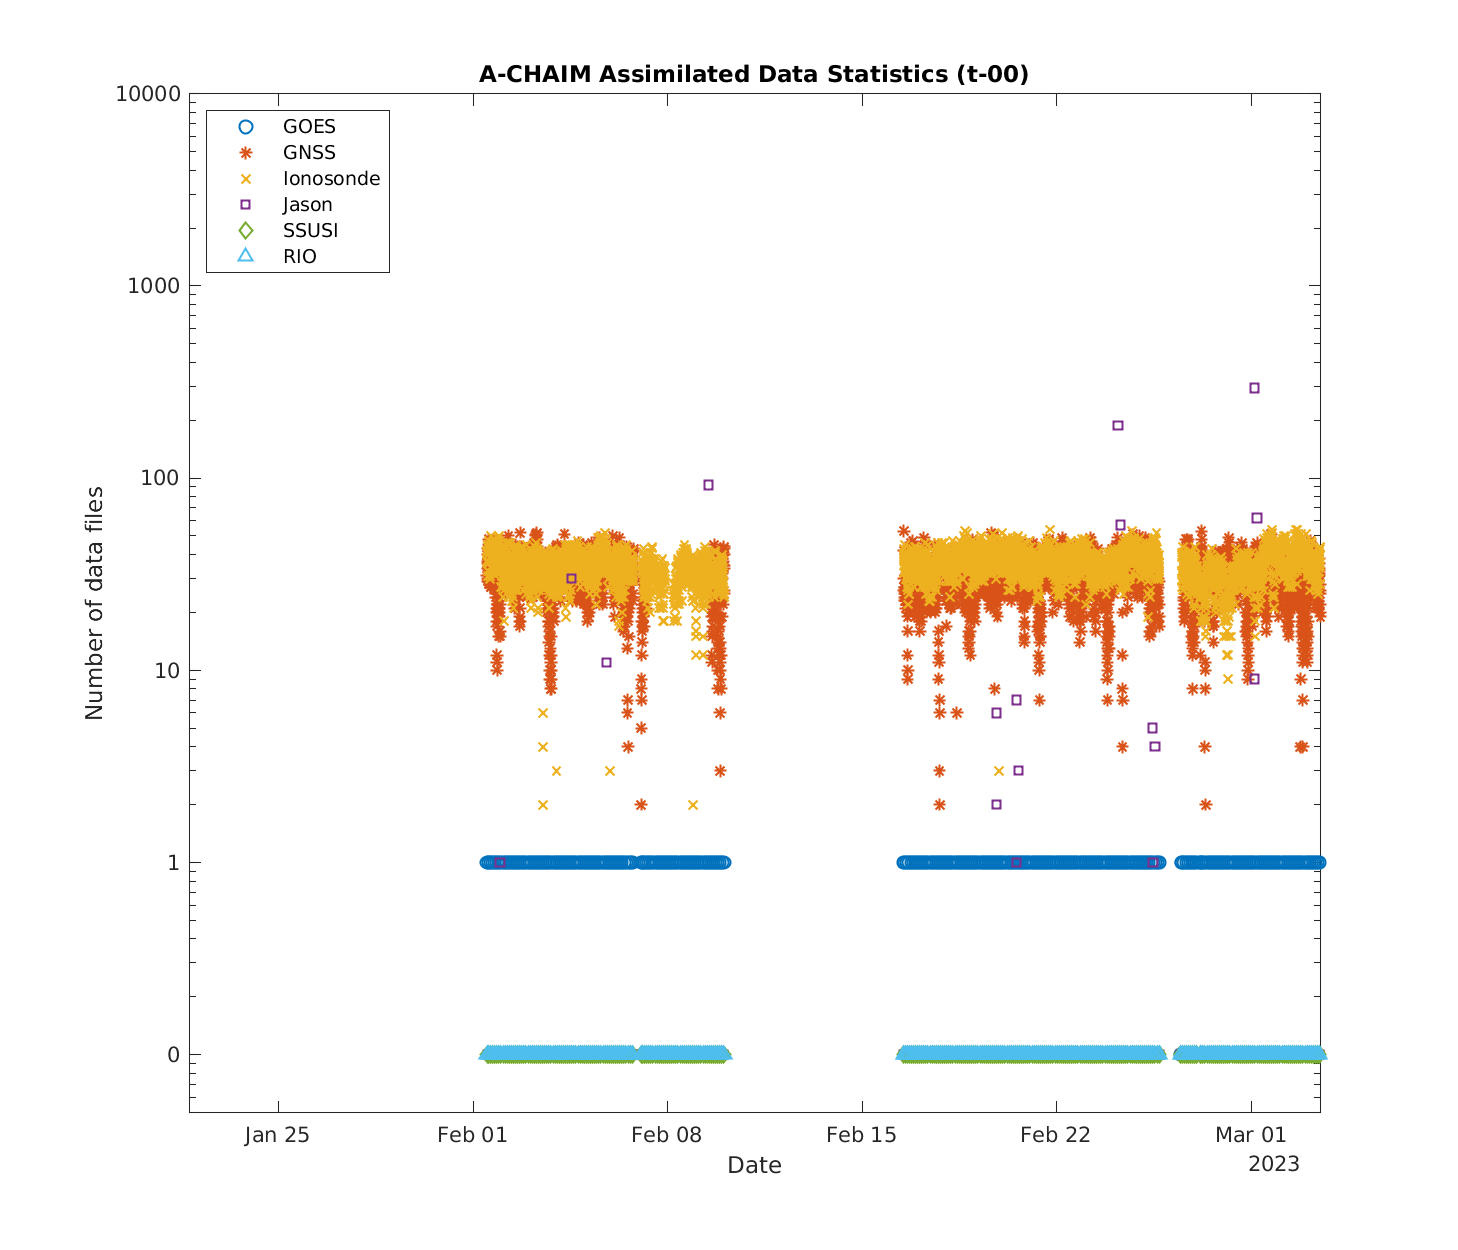 A-CHAIM Assimilated Data Statistics (t-00)
10000
1000
100
10
1
0
Number of data files
GOES
GNSS
Ionosonde
Jason
SSUSI
RIO
Jan 25
Feb 01
Feb 08
Feb 15
Feb 22
Mar 01
2023
Date